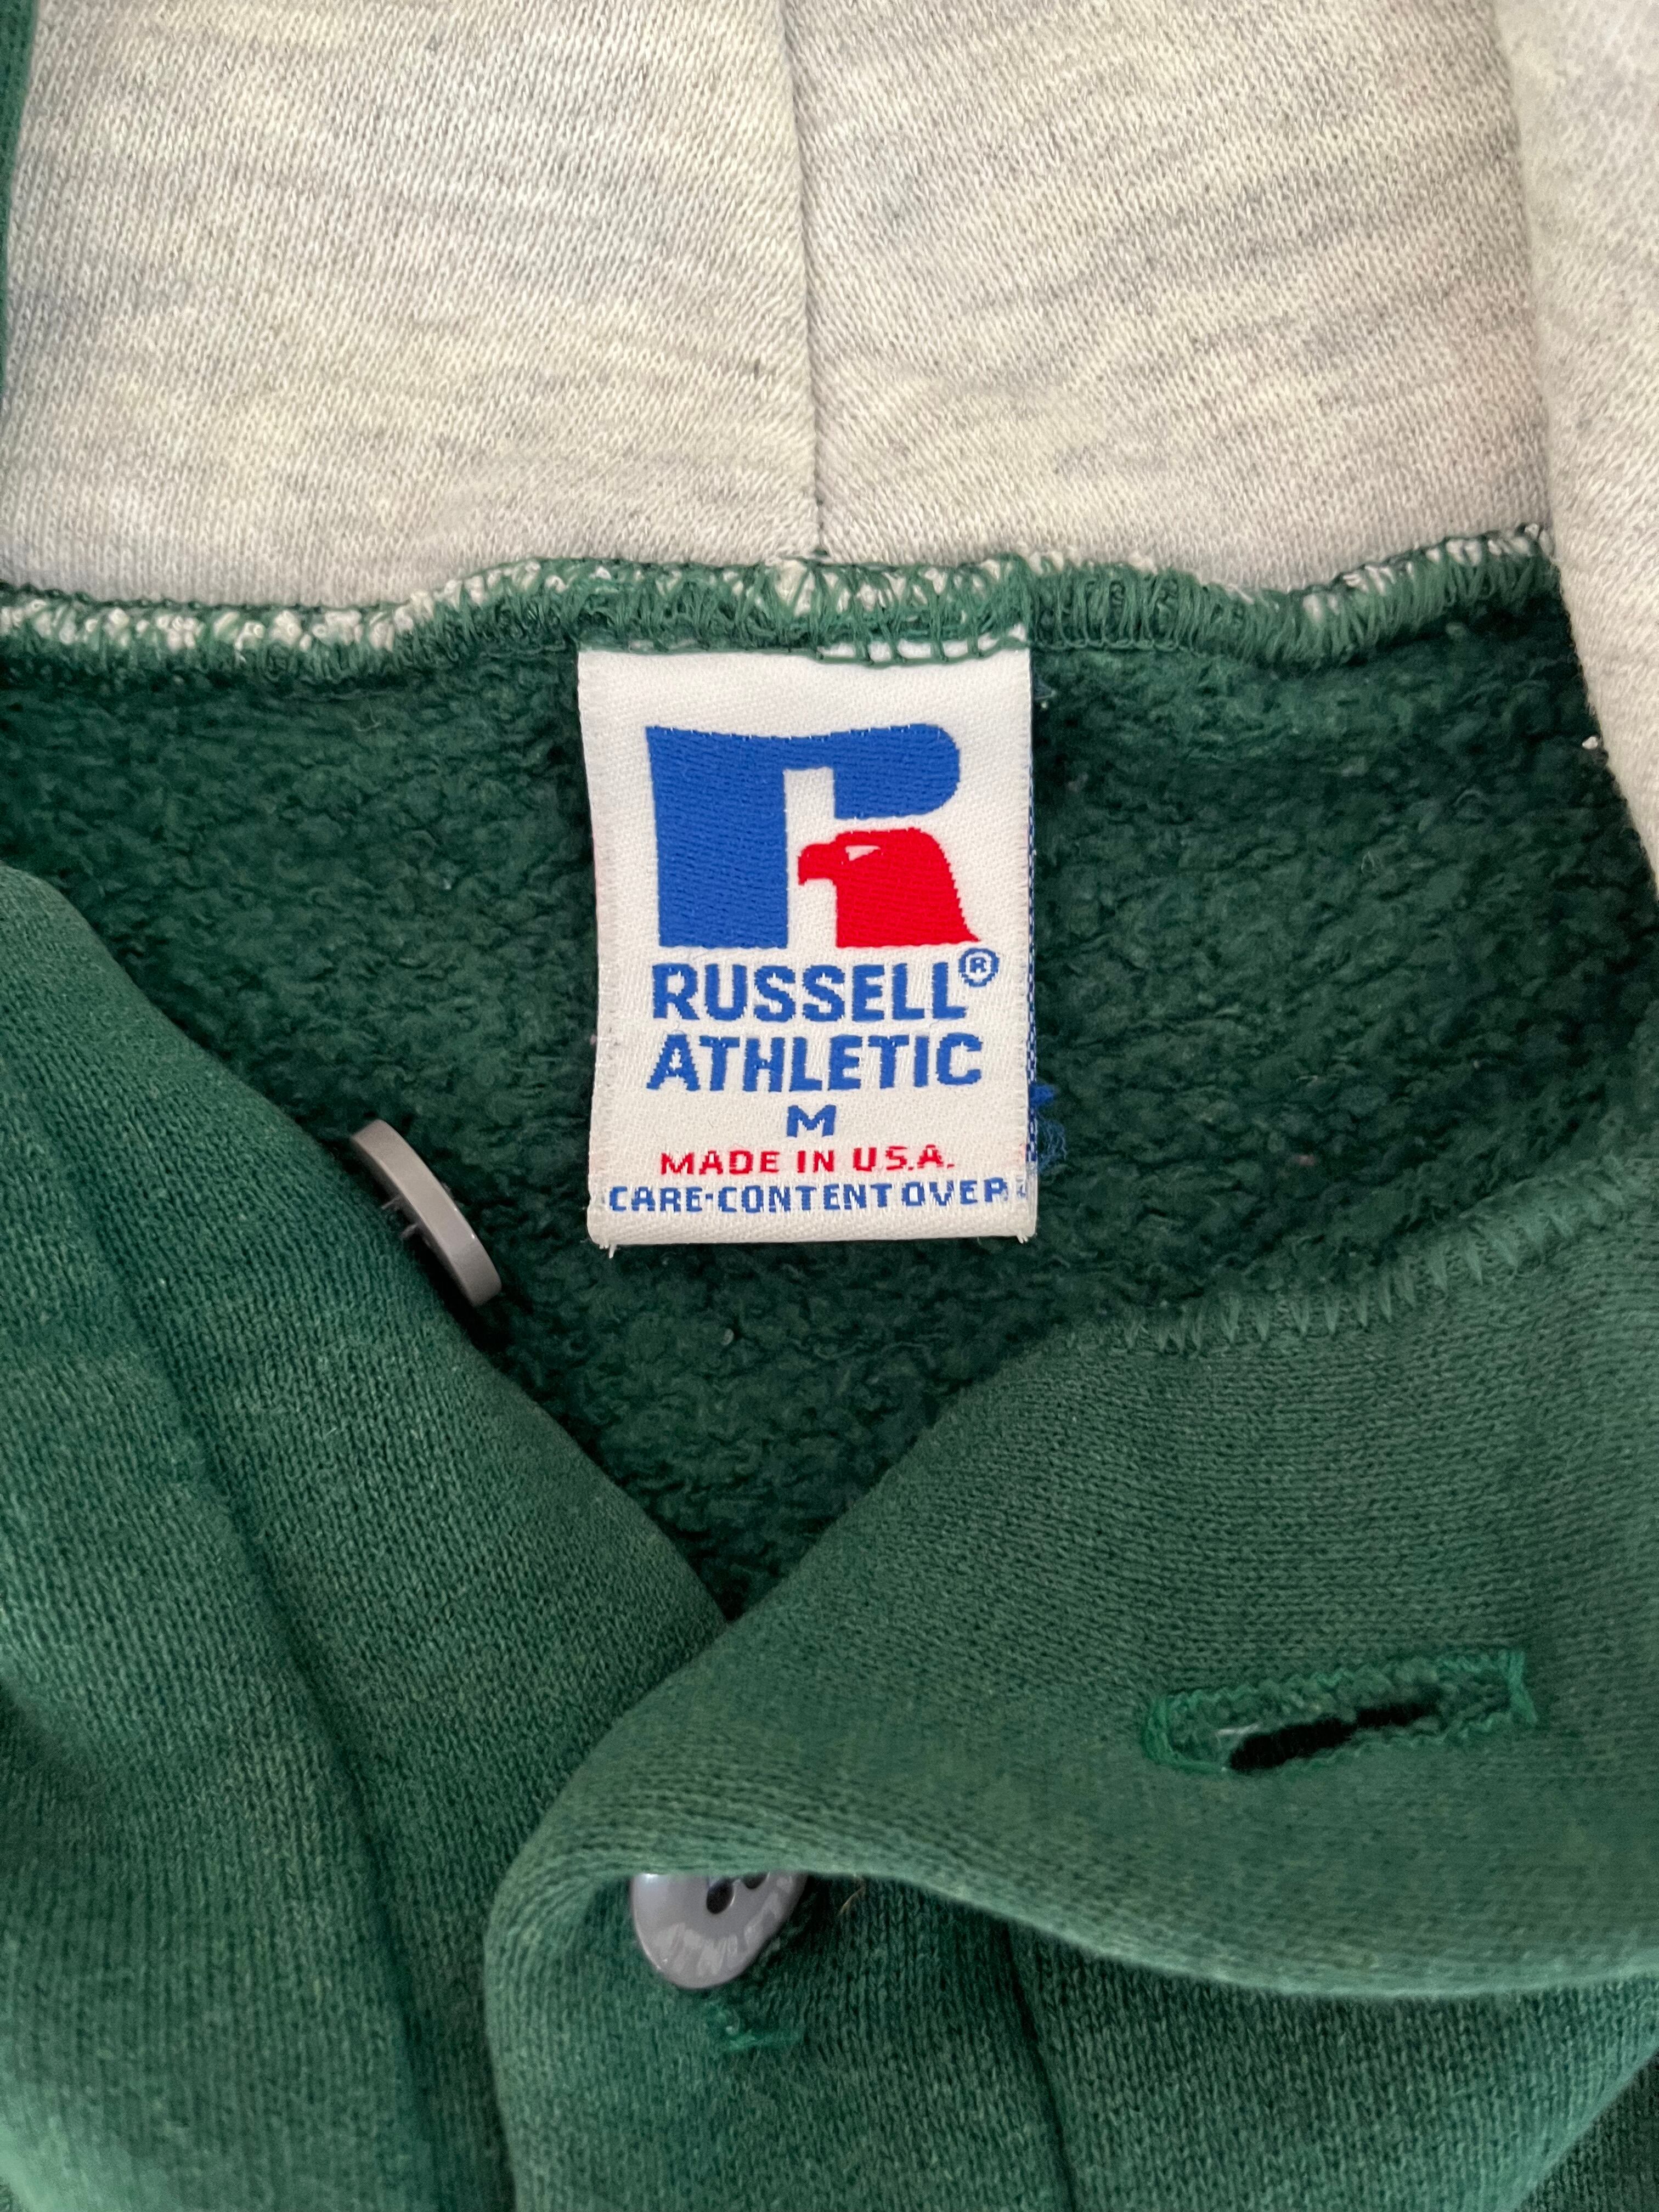 R
RUSSELL®
ATHLETIC
M
MADE IN U.S.A.
CARE-CONTENT OVER